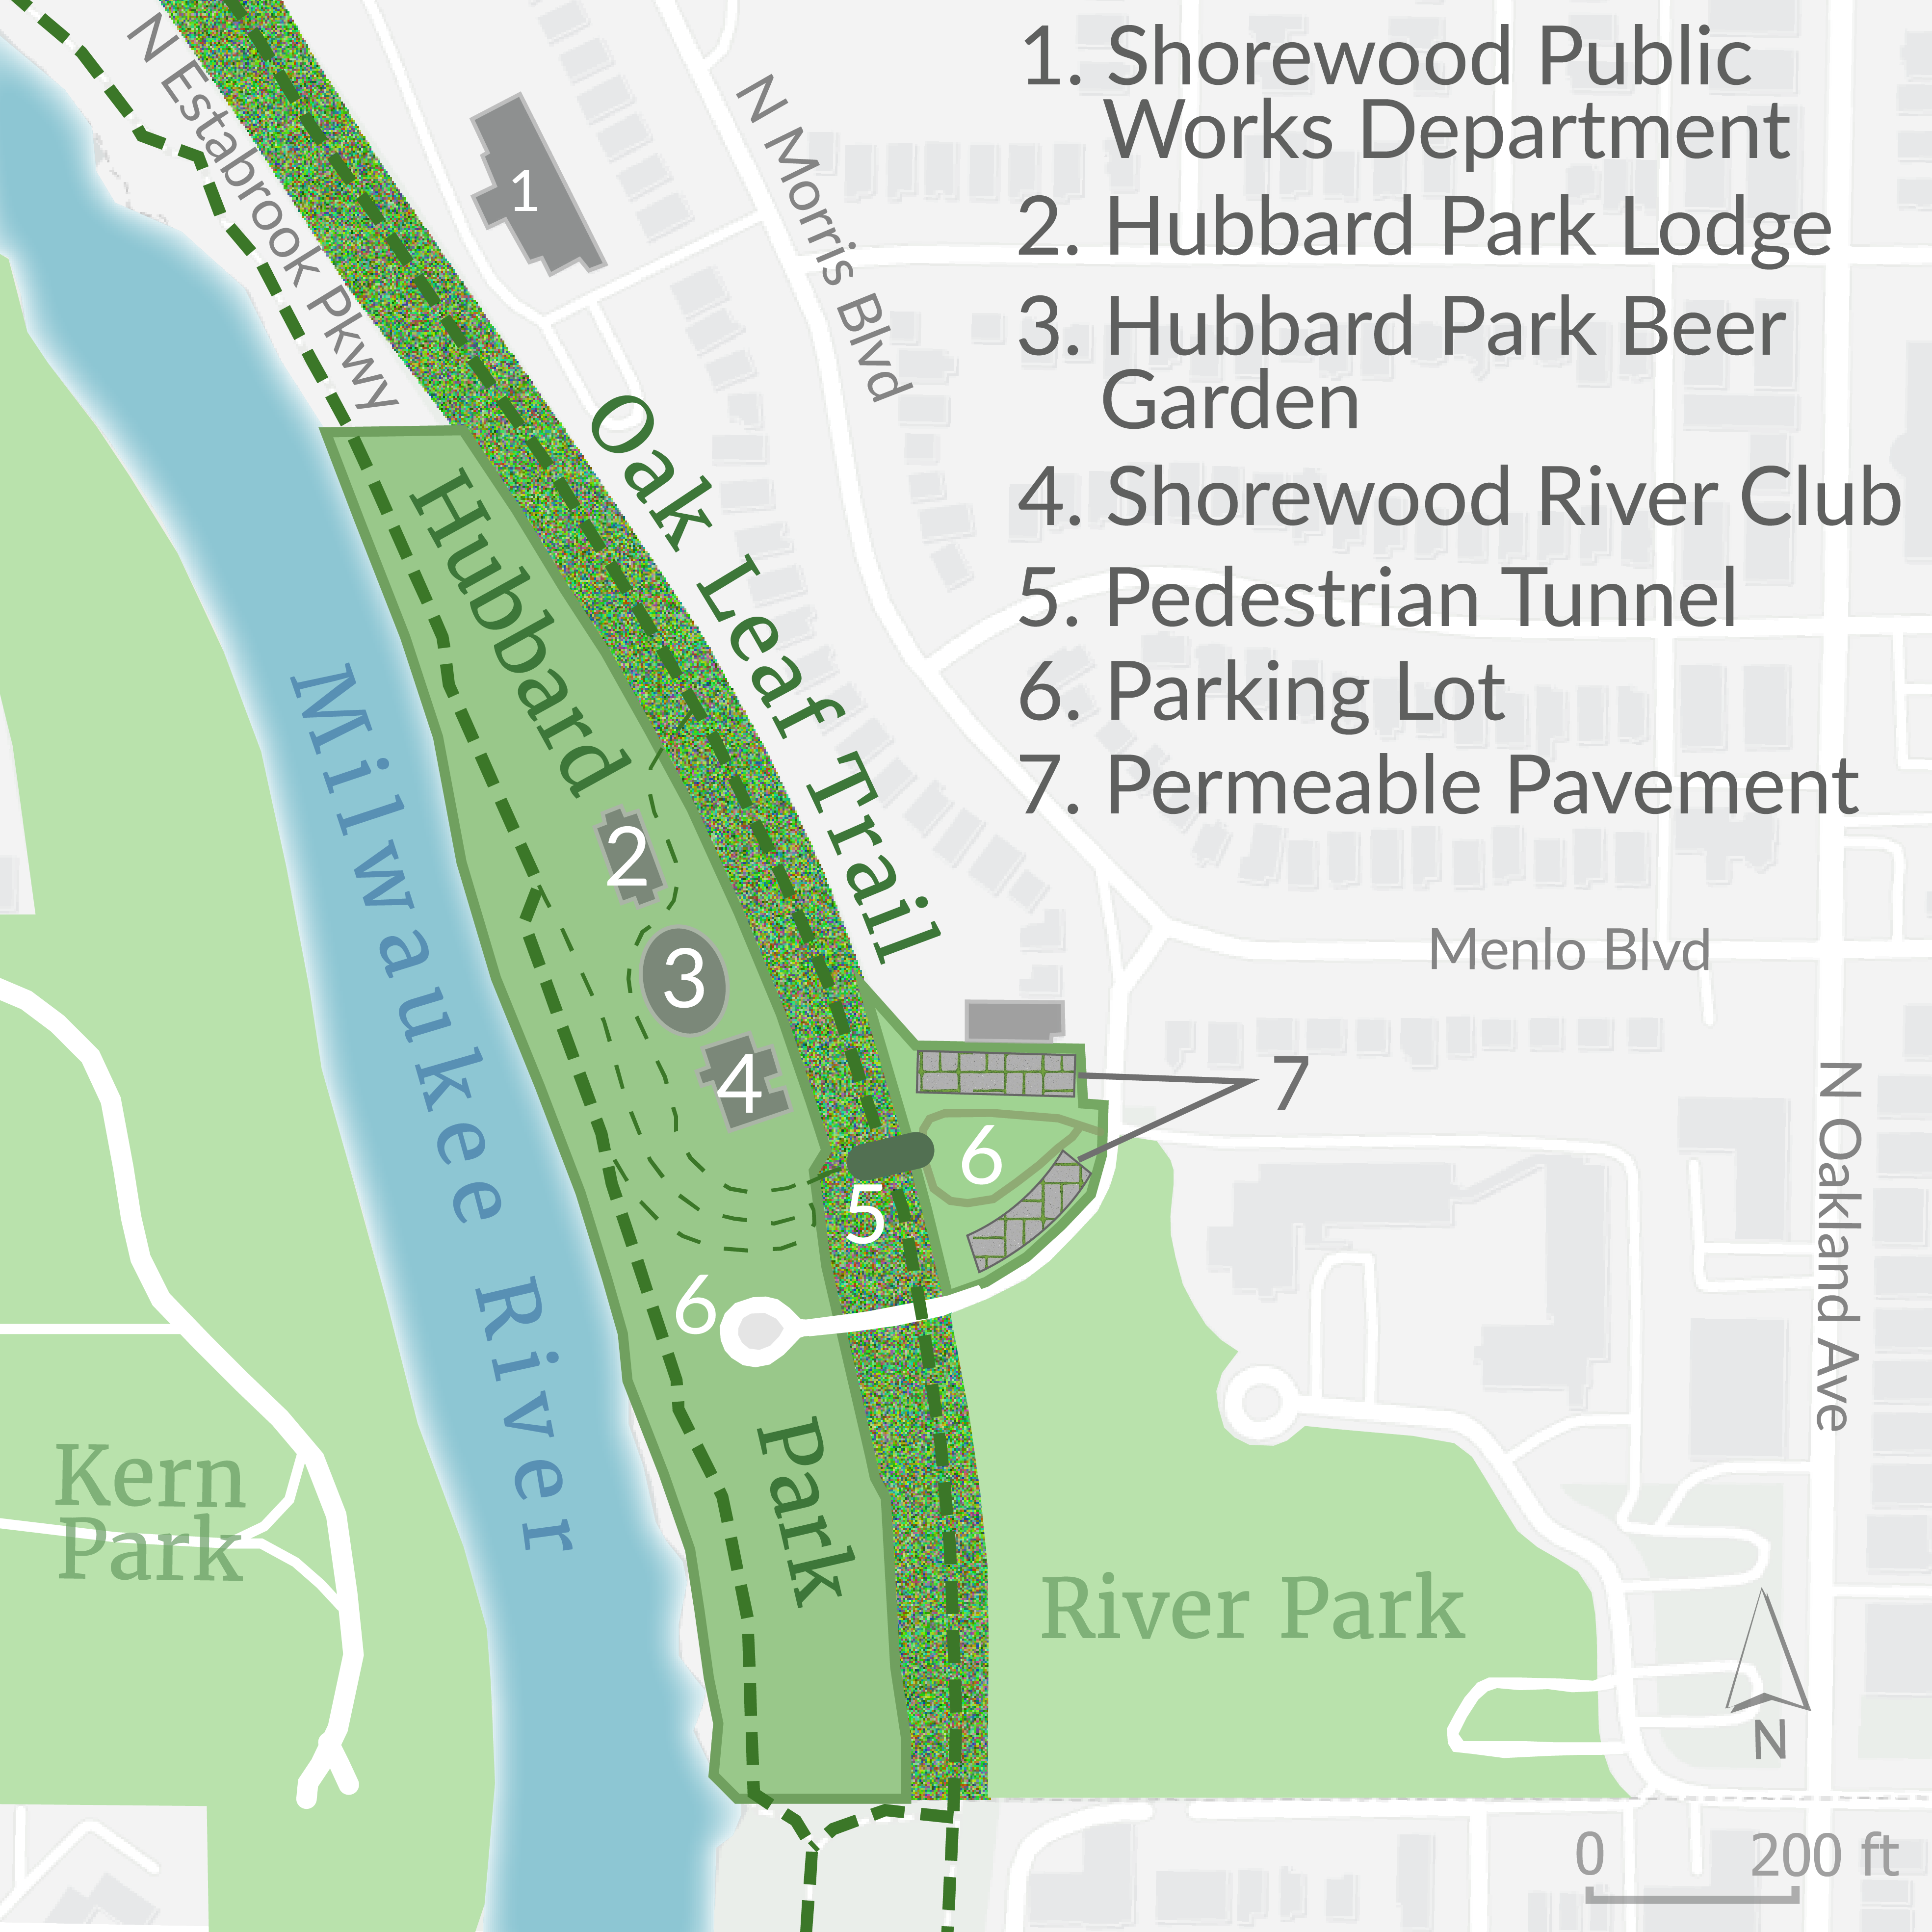 1. Shorewood Public
Works Department
2. Hubbard Park Lodge
3. Hubbard Park Beer
Garden
4. Shorewood River Club
5. Pedestrian Tunnel
6. Parking Lot
7. Permeable Pavement
N Estabrook Pkwy
N Morris Blvd
1
Oak Leaf Trail
Hubbard
Park
Milwaukee River
2
3
4
5
6
6
7
Menlo Blvd
N Oakland Ave
Kern
Park
River Park
N
0 200 ft